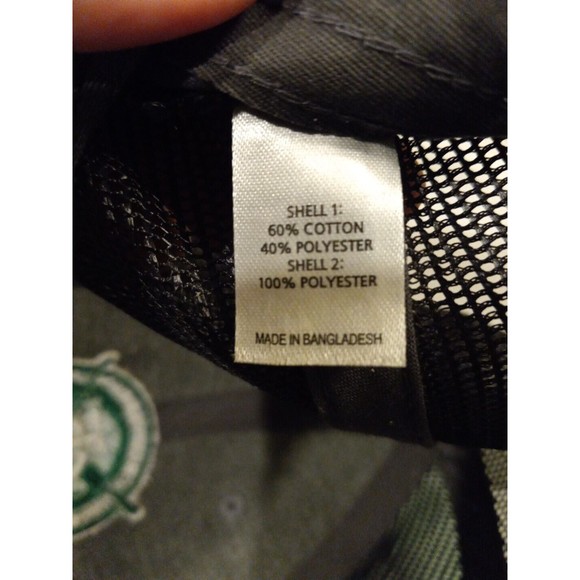 SHELL 1:
60% COTTON
40% POLYESTER
SHELL 2:
100% POLYESTER
MADE IN BANGLADESH